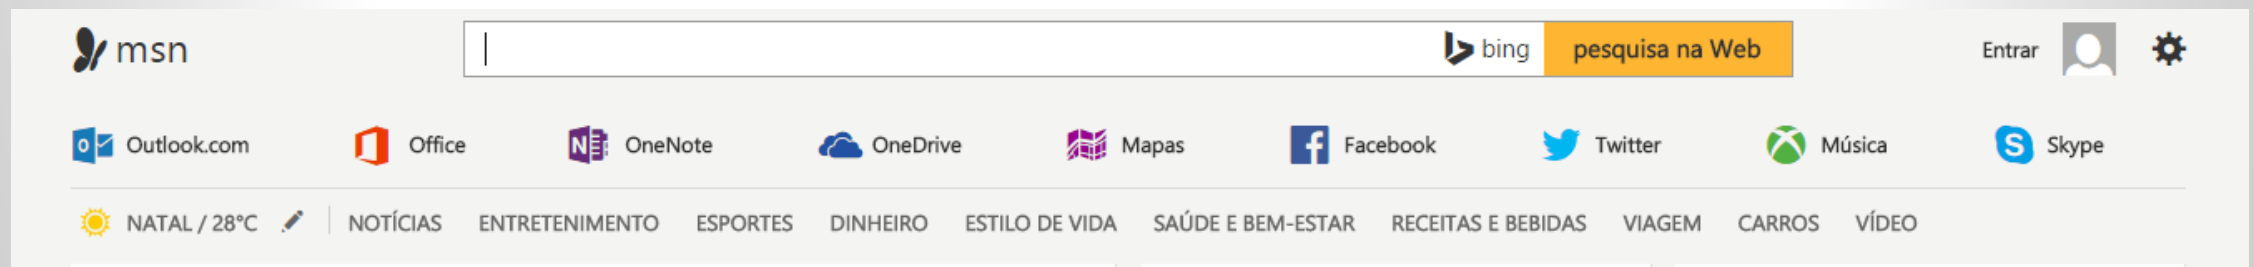 msn bing pesquisa na Web Entrar
Outlook.com Office OneNote OneDrive Mapas Facebook Twitter Música Skype
NATAL / 28°C NOTÍCIAS ENTRETENIMENTO ESPORTES DINHEIRO ESTILO DE VIDA SAÚDE E BEM-ESTAR RECEITAS E BEBIDAS VIAGEM CARROS VÍDEO